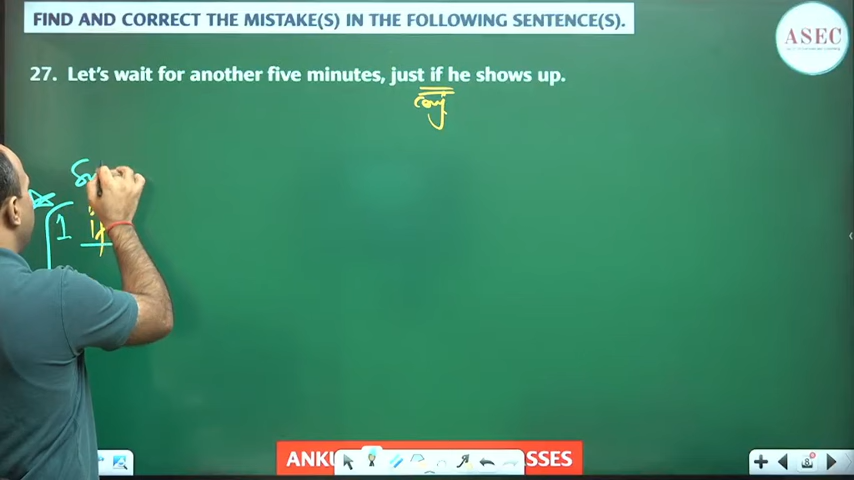 FIND AND CORRECT THE MISTAKE(S) IN THE FOLLOWING SENTENCE(S).
ASEC
27. Let's wait for another five minutes, just if he shows up.
conj
1 if
ANKU
SSES